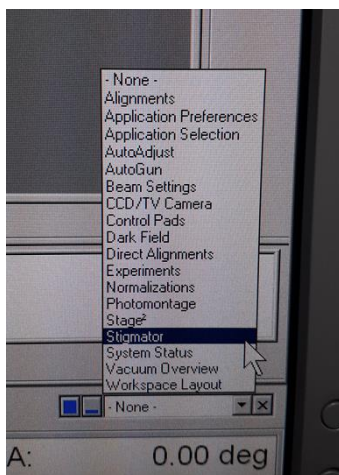 - None -
Alignments
Application Preferences
Application Selection
AutoAdjust
AutoGun
Beam Settings
CCD/TV Camera
Control Pads
Dark Field
Direct Alignments
Experiments
Normalizations
Photomontage
Stage²
Stigmator
System Status
Vacuum Overview
Workspace Layout
- None -
A: 0.00 deg